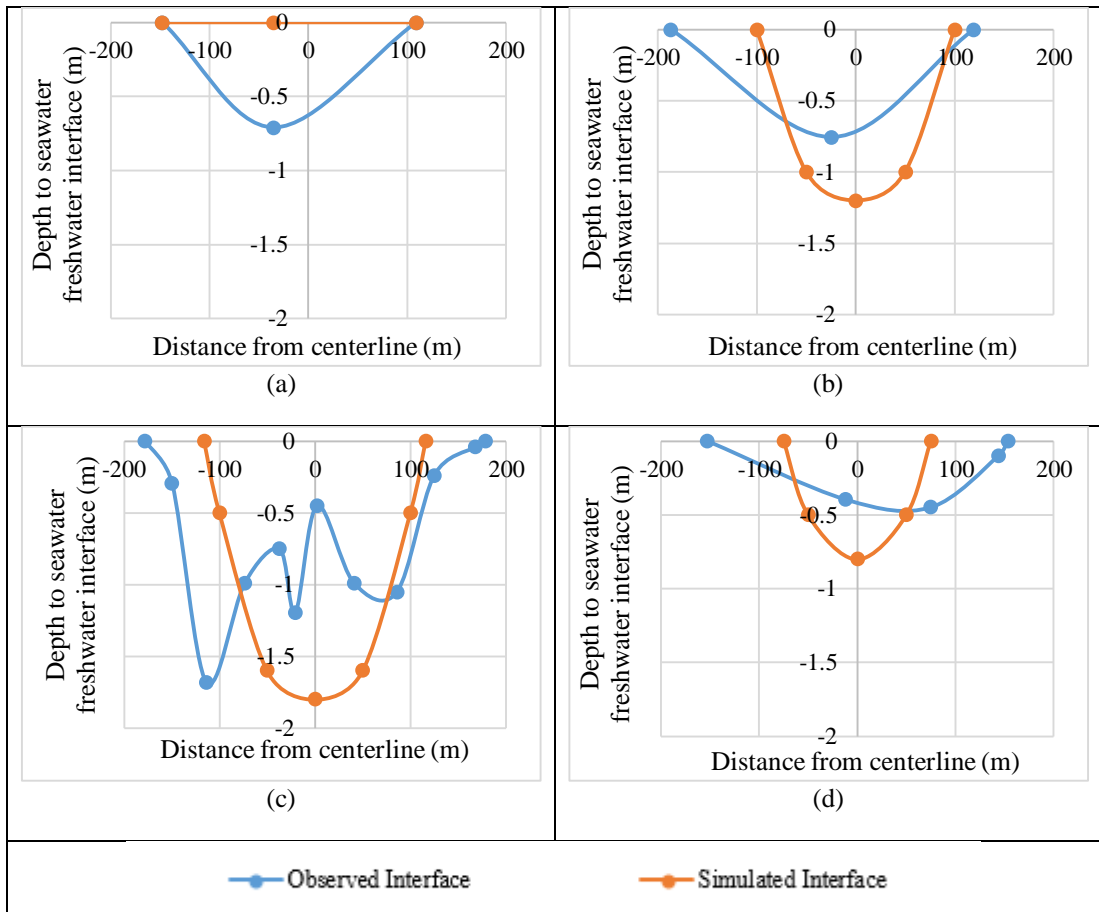 0
-200 -100 0 100 200
-0.5
-1
-1.5
-2
Depth to seawater
freshwater interface (m)
Distance from centerline (m)
(a)
0
-200 -100 0 100 200
-0.5
-1
-1.5
-2
Depth to seawater
freshwater interface (m)
Distance from centerline (m)
(b)
0
-200 -100 0 100 200
-0.5
-1
-1.5
-2
Depth to seawater
freshwater interface (m)
Distance from centerline (m)
(c)
0
-200 -100 0 100 200
-0.5
-1
-1.5
-2
Depth to seawater
freshwater interface (m)
Distance from centerline (m)
(d)
Observed Interface Simulated Interface